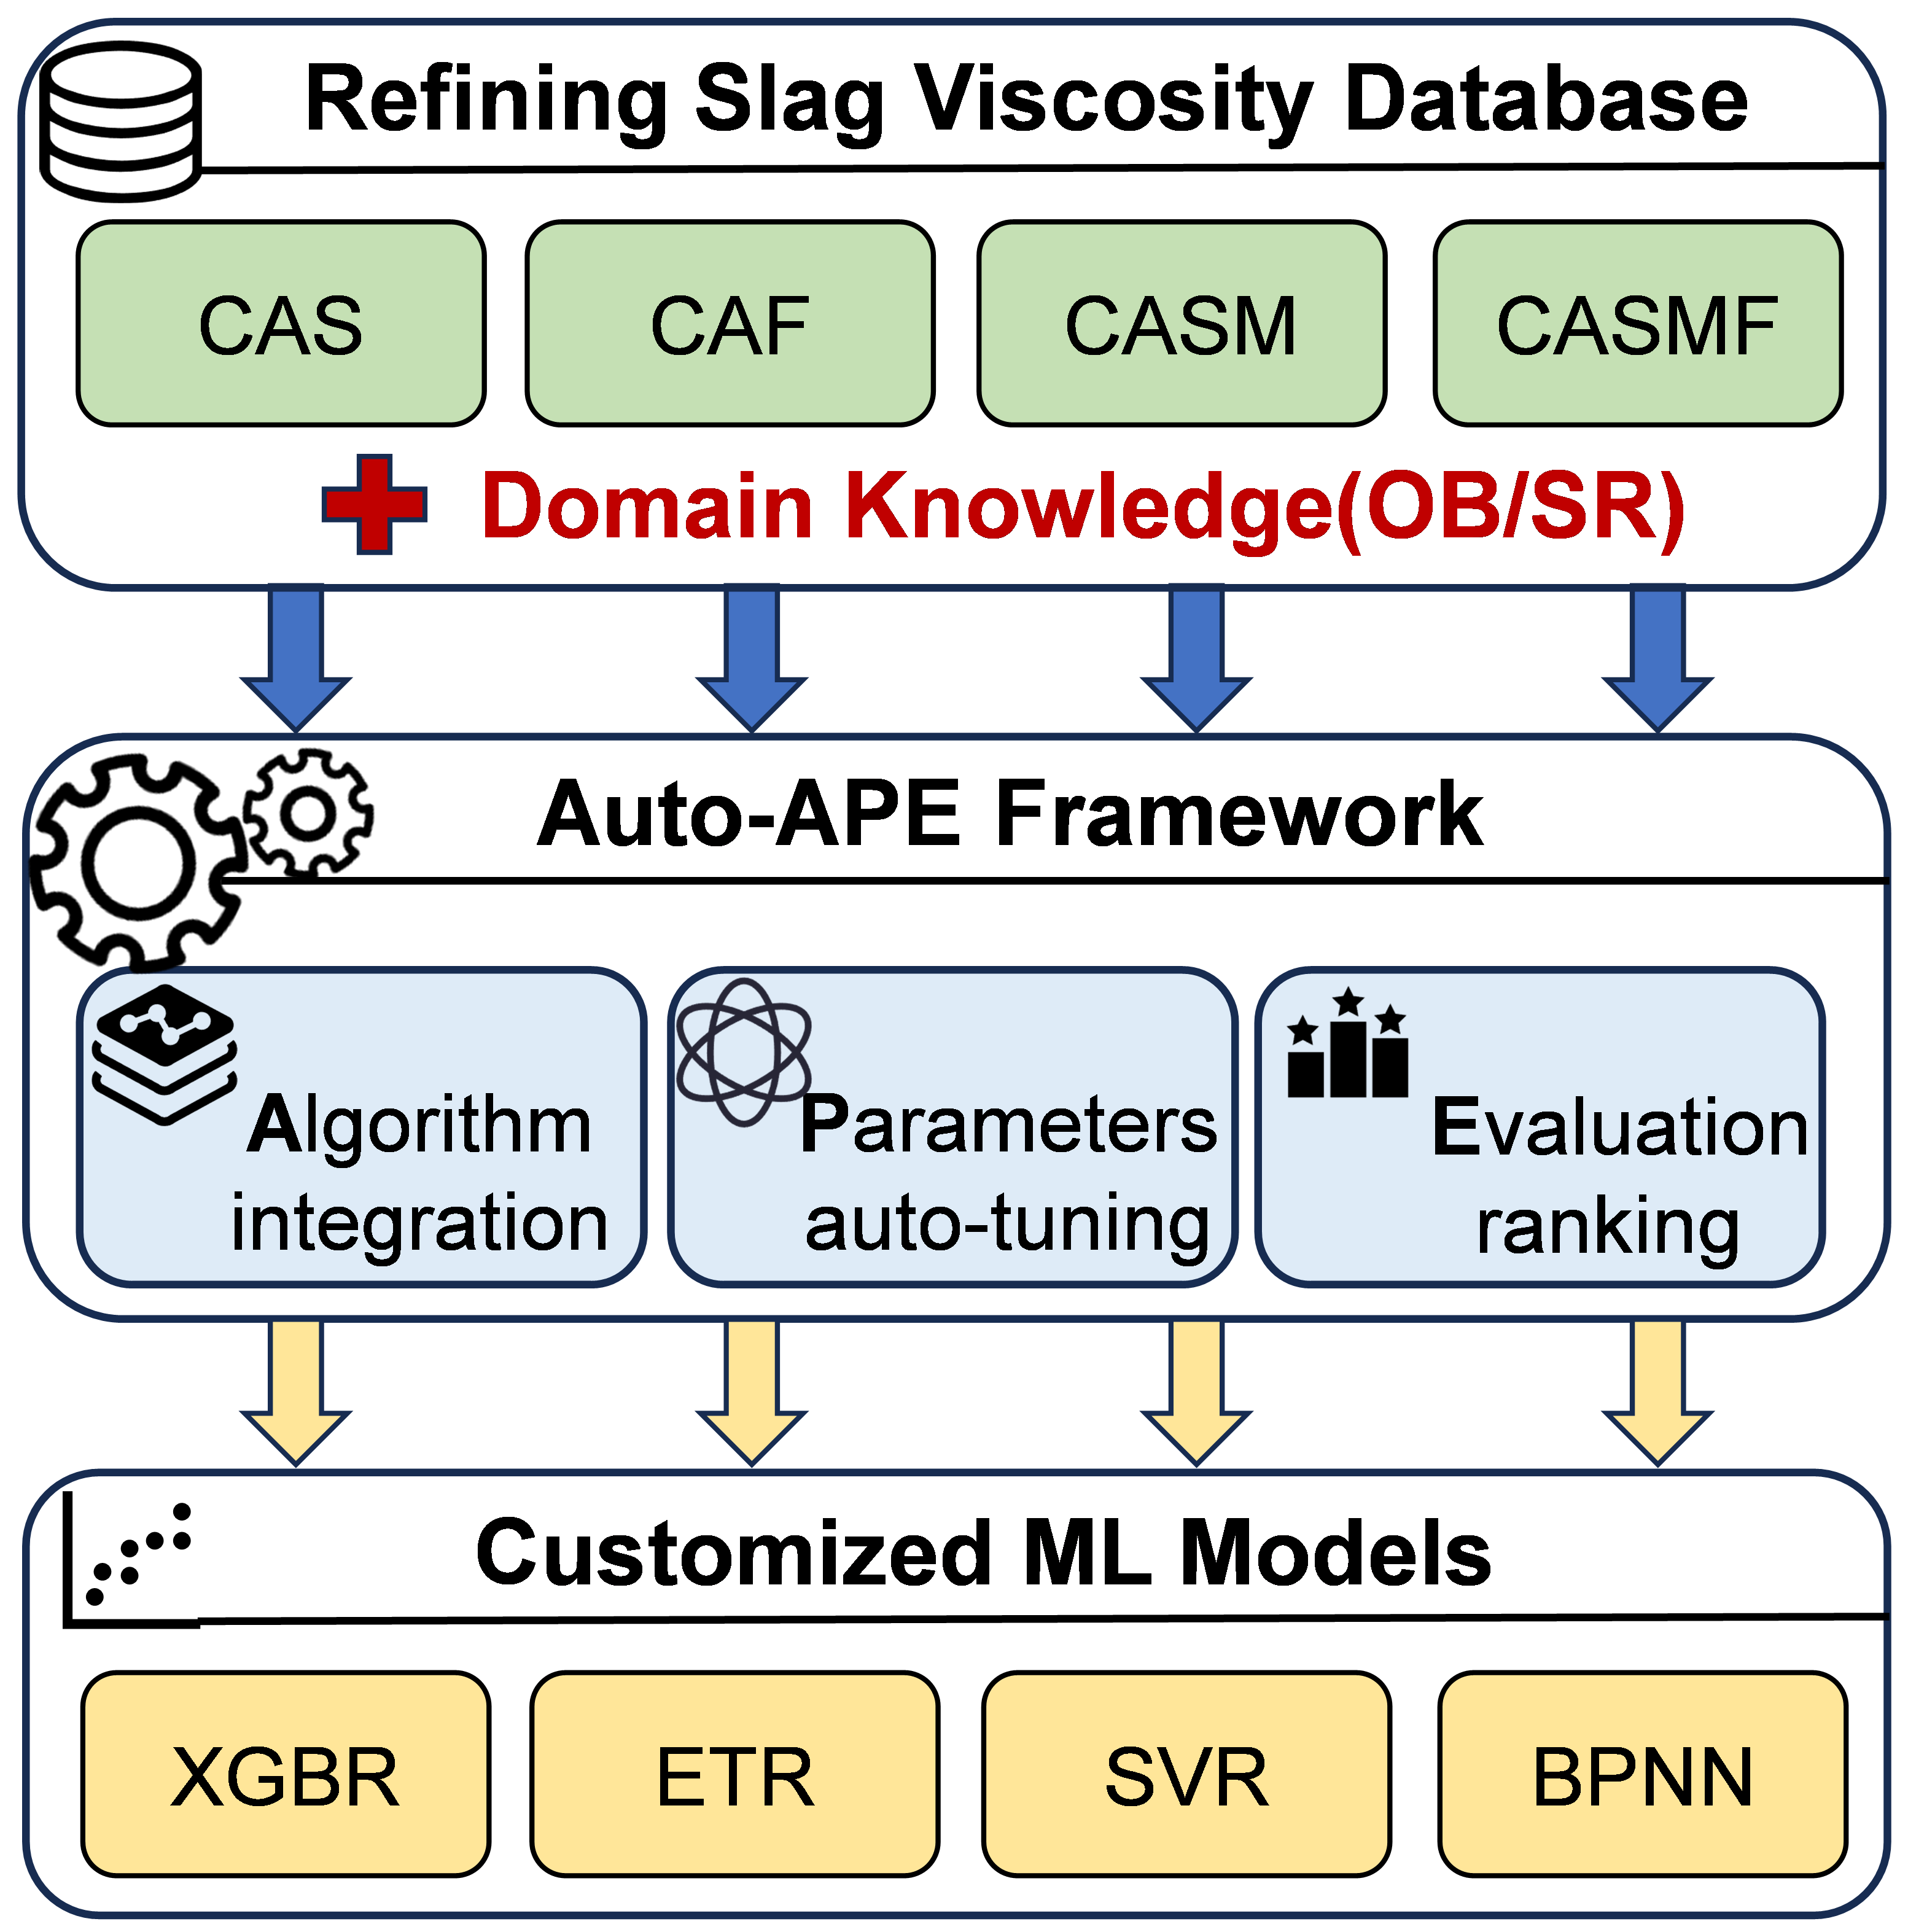 Refining Slag Viscosity Database
CAS
CAF
CASM
CASMF
Domain Knowledge(OB/SR)
Auto-APE Framework
Algorithm
integration
Parameters
auto-tuning
Evaluation
ranking
Customized ML Models
XGBR
ETR
SVR
BPNN